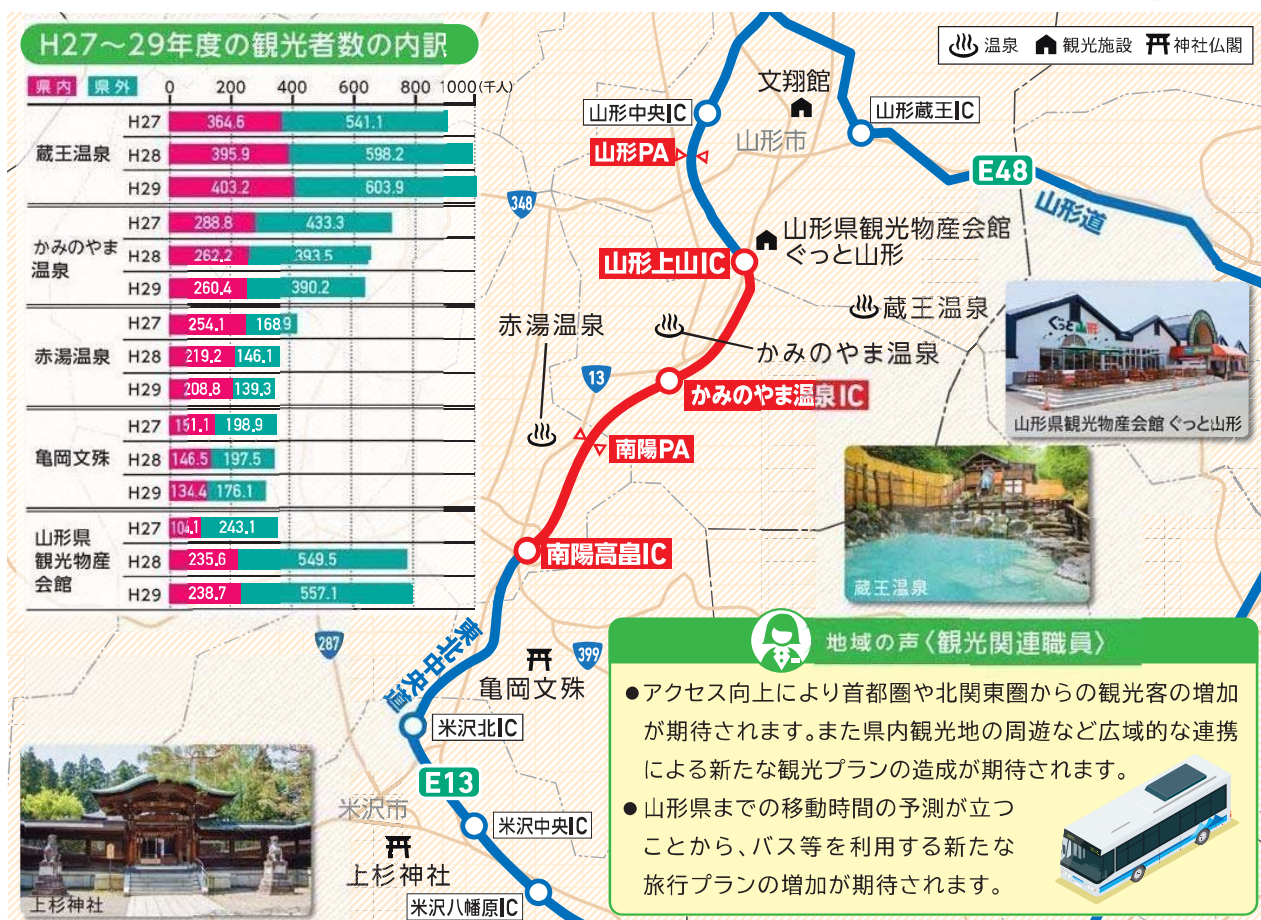 H27～29年度の観光者数の内訳
県内 県外 0 200 400 600 800 1000(千人)
蔵王温泉
H27 364.6 541.1
H28 395.9 598.2
H29 403.2 603.9
かみのやま
温泉
H27 288.8 433.3
H28 262.2 393.5
H29 260.4 390.2
赤湯温泉
H27 254.1 168.9
H28 219.2 146.1
H29 208.8 139.3
亀岡文殊
H27 151.1 198.9
H28 146.5 197.5
H29 134.4 176.1
山形県
観光物産
会館
H27 104.1 243.1
H28 235.6 549.5
H29 238.7 557.1
温泉 観光施設 神社仏閣
文翔館
山形中央IC
山形蔵王IC
山形市
山形PA
E48
山形道
348
山形県観光物産会館
ぐっと山形
山形上山IC
蔵王温泉
赤湯温泉
かみのやま温泉
13
かみのやま温泉IC
ぐっと山形
山形県観光物産会館 ぐっと山形
南陽PA
南陽高畠IC
蔵王温泉
東北中央道
287
399
亀岡文殊
米沢北IC
E13
米沢市
米沢中央IC
上杉神社
米沢八幡原IC
上杉神社
地域の声〈観光関連職員〉
●アクセス向上により首都圏や北関東圏からの観光客の増加
が期待されます。また県内観光地の周遊など広域的な連携
による新たな観光プランの造成が期待されます。
●山形県までの移動時間の予測が立つ
ことから、バス等を利用する新たな
旅行プランの増加が期待されます。